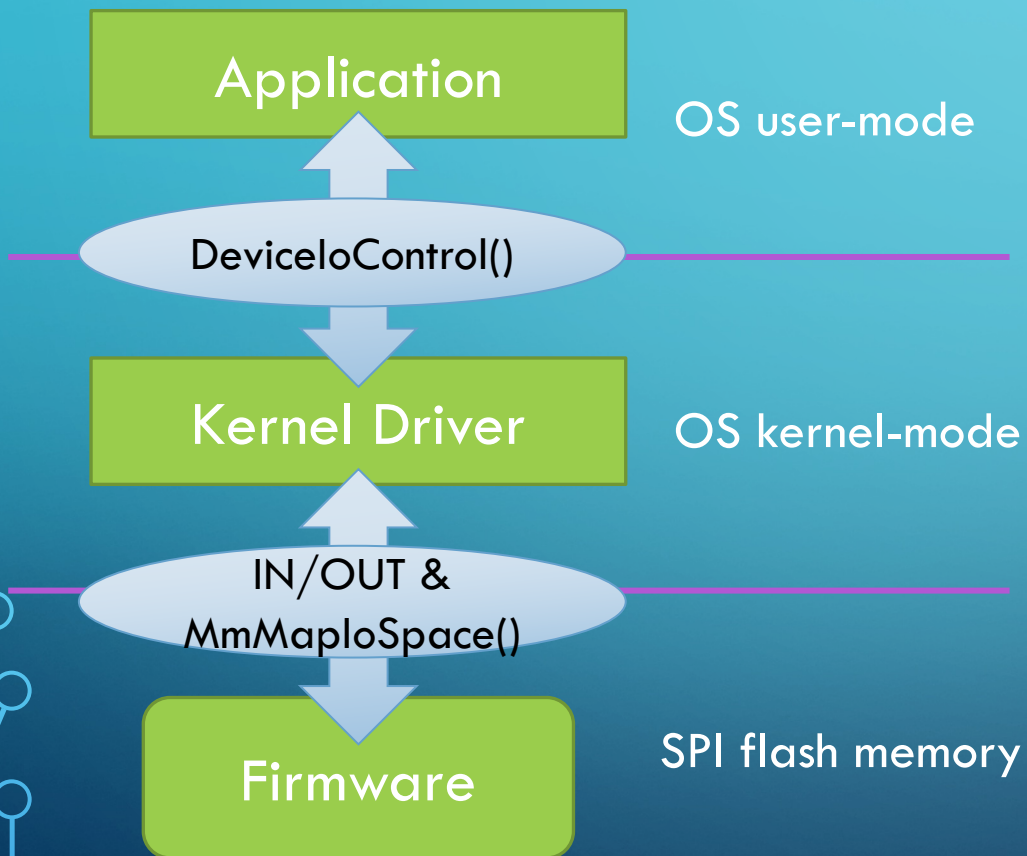 Application
OS user-mode
DeviceIoControl()
Kernel Driver
OS kernel-mode
IN/OUT &
MmMapIoSpace()
Firmware
SPI flash memory